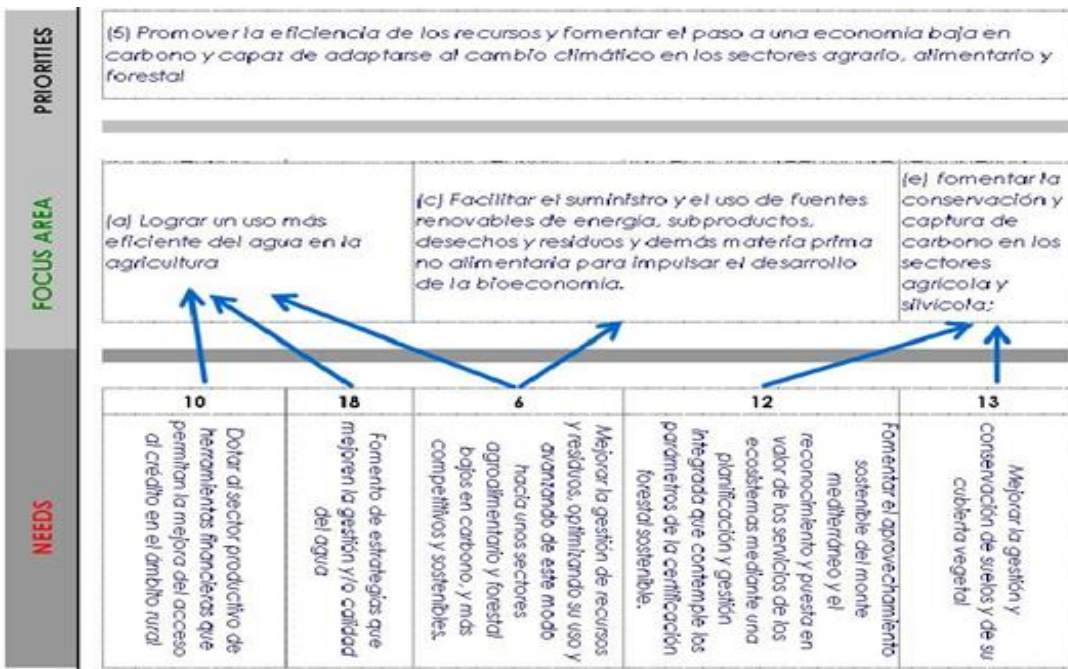 PRIORITIES
(5) Promover la eficiencia de los recursos y fomentar el paso a una economía baja en
carbono y capaz de adaptarse al cambio climático en los sectores agrario, alimentario y
forestal
FOCUS AREA
(a) Lograr un uso más
eficiente del agua en la
agricultura
(c) Facilitar el suministro y el uso de fuentes
renovables de energía, subproductos,
desechos y residuos y demás materia prima
no alimentaria para impulsar el desarrollo
de la bioeconomía.
(e) fomentar la
conservación y
captura de
carbono en los
sectores
agrícola y
silvícola;
NEEDS
10
Dotar al sector productivo de
herramientas financieras que
permitan la mejora del acceso
al crédito en el ámbito rural
18
Fomento de estrategias que
mejoren la gestión y/o calidad
del agua
6
Mejorar la gestión de recursos
y residuos, optimizando su uso y
avanzando de este modo
hacia unos sectores
agroalimentario y forestal
bajos en carbono, y más
competitivos y sostenibles.
12
Fomentar el aprovechamiento
sostenible del monte
mediterráneo y el
reconocimiento y puesta en
valor de los servicios de los
ecosistemas mediante una
planificación y gestión
integrada que contemple los
parámetros de la certificación
forestal sostenible.
13
Mejorar la gestión y
conservación de suelos y de su
cubierta vegetal